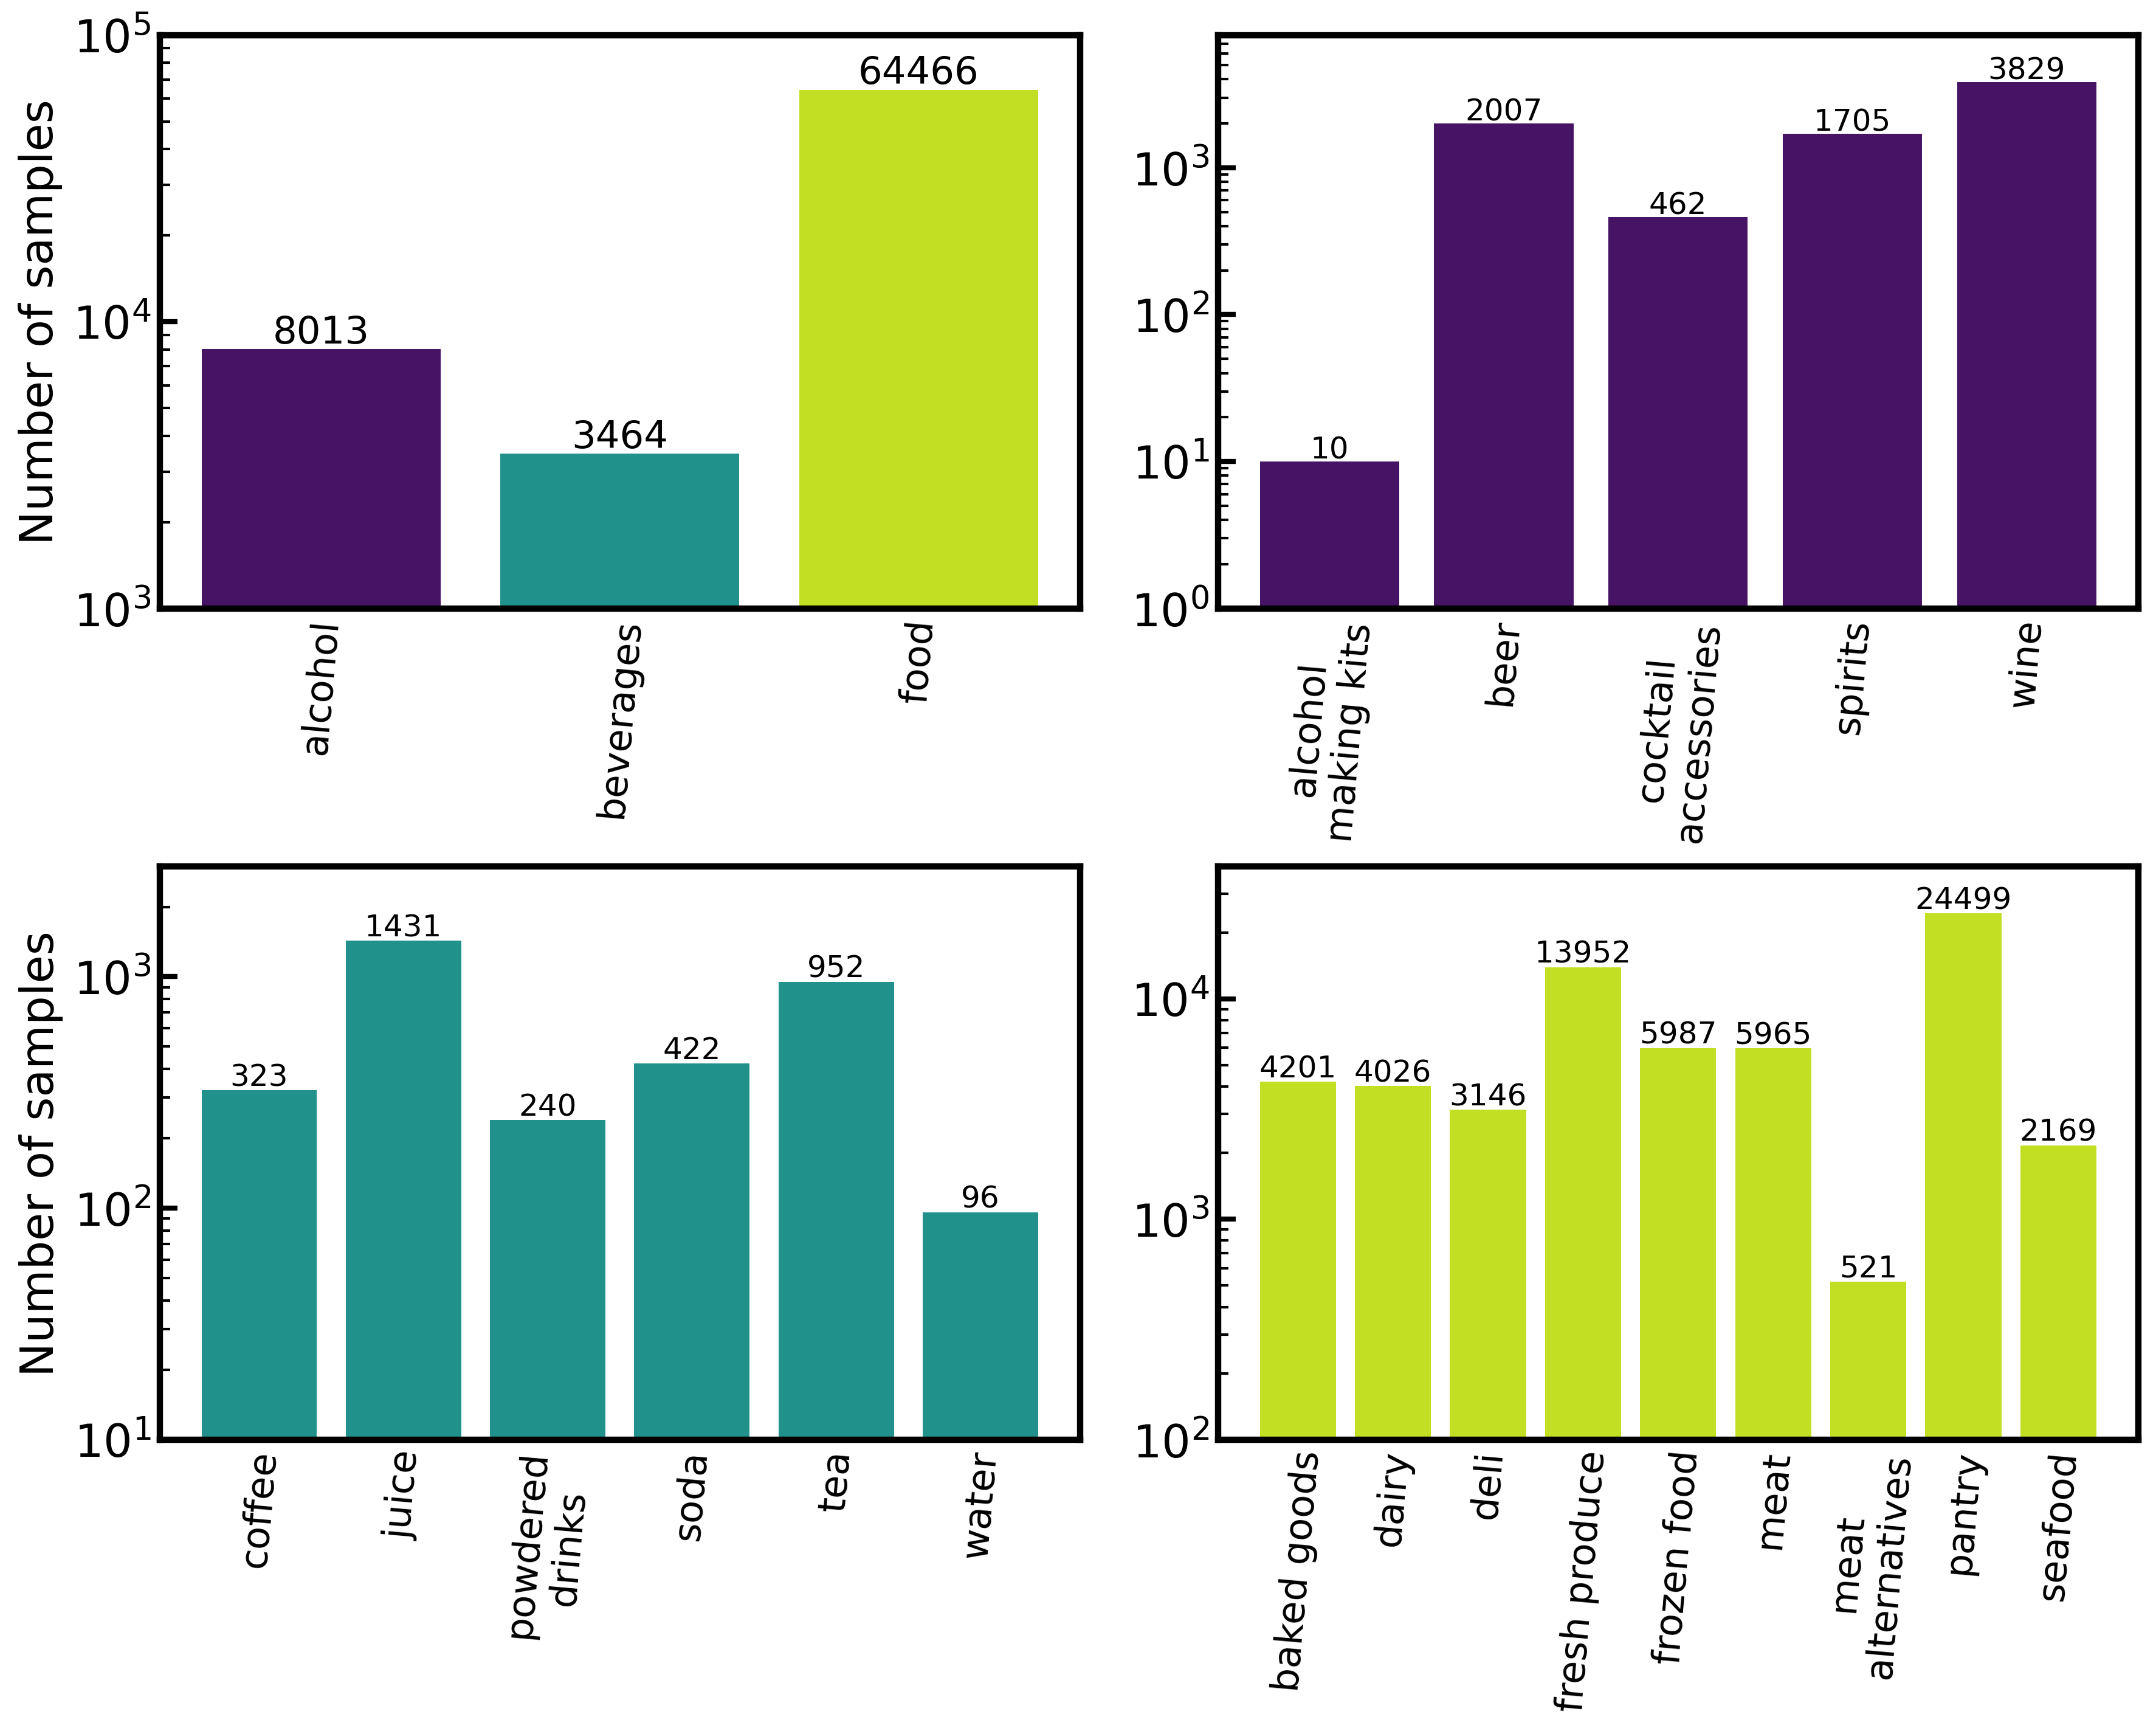 Number of samples
10^5
10^4
10^3
8013
3464
64466
alcohol
beverages
food
10^3
10^2
10^1
10^0
10
2007
462
1705
3829
alcohol
making kits
beer
cocktail
accessories
spirits
wine
Number of samples
10^3
10^2
10^1
323
1431
240
422
952
96
coffee
juice
powdered
drinks
soda
tea
water
10^4
10^3
10^2
4201
4026
3146
13952
5987
5965
521
24499
2169
baked goods
dairy
deli
fresh produce
frozen food
meat
meat
alternatives
pantry
seafood